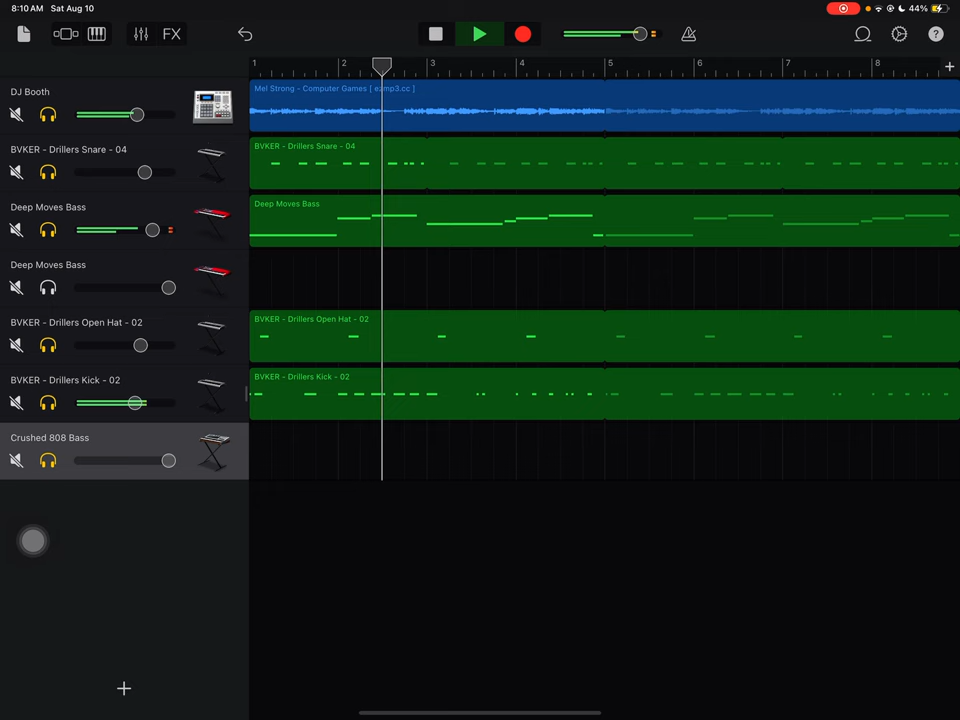 8:10 AM Sat Aug 10
44%
FX
?
1 2 3 4 5 6 7 8
+
DJ Booth
Mel Strong - Computer Games [ ezmp3.cc ]
BVKER - Drillers Snare - 04
BVKER - Drillers Snare - 04
Deep Moves Bass
Deep Moves Bass
Deep Moves Bass
BVKER - Drillers Open Hat - 02
BVKER - Drillers Open Hat - 02
BVKER - Drillers Kick - 02
BVKER - Drillers Kick - 02
Crushed 808 Bass
+